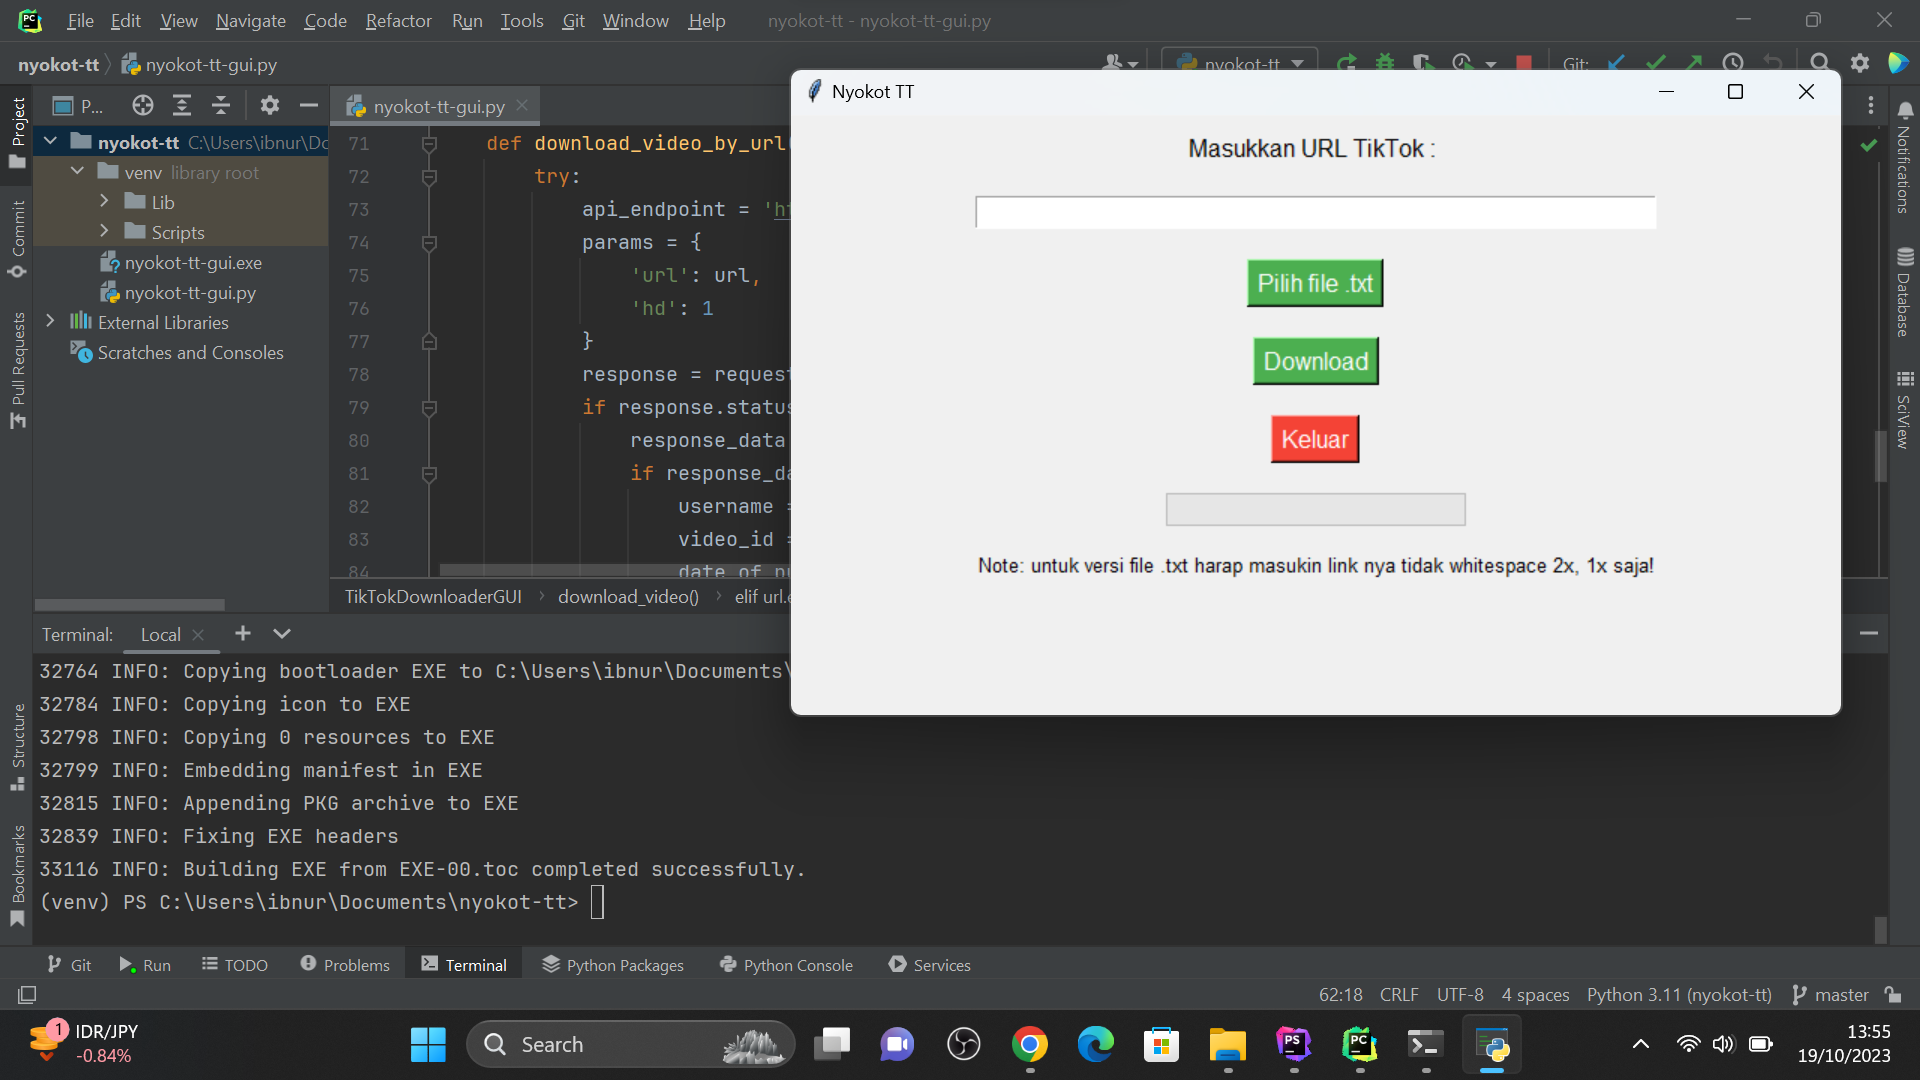 File Edit View Navigate Code Refactor Run Tools Git Window Help nyokot-tt - nyokot-tt-gui.py
nyokot-tt nyokot-tt-gui.py nyokot-tt Git:
P... nyokot-tt-gui.py
Project
Commit
Pull Requests
Structure
Bookmarks
nyokot-tt C:\Users\ibnur\Do
venv library root
Lib
Scripts
nyokot-tt-gui.exe
nyokot-tt-gui.py
External Libraries
Scratches and Consoles
71 def download_video_by_url
72 try:
73 api_endpoint = 'ht
74 params = {
75 'url': url,
76 'hd': 1
77 }
78 response = request
79 if response.status
80 response_data
81 if response_da
82 username =
83 video_id =
84 date_of_pu
TikTokDownloaderGUI download_video() elif url.e
Nyokot TT
Masukkan URL TikTok :
Pilih file .txt
Download
Keluar
Note: untuk versi file .txt harap masukin link nya tidak whitespace 2x, 1x saja!
Notifications
Database
SciView
Terminal: Local
32764 INFO: Copying bootloader EXE to C:\Users\ibnur\Documents\
32784 INFO: Copying icon to EXE
32798 INFO: Copying 0 resources to EXE
32799 INFO: Embedding manifest in EXE
32815 INFO: Appending PKG archive to EXE
32839 INFO: Fixing EXE headers
33116 INFO: Building EXE from EXE-00.toc completed successfully.
(venv) PS C:\Users\ibnur\Documents\nyokot-tt>
Git Run TODO Problems Terminal Python Packages Python Console Services
62:18 CRLF UTF-8 4 spaces Python 3.11 (nyokot-tt) master
1 IDR/JPY
-0.84%
Search
PS
PC
13:55
19/10/2023